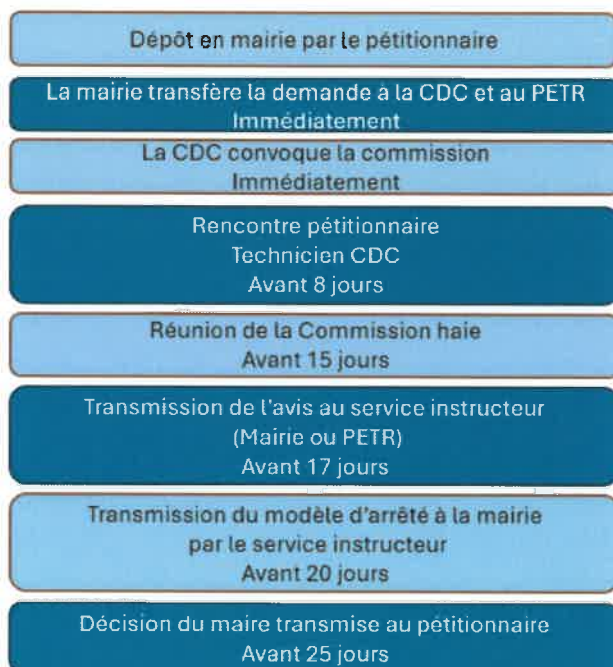 Dépôt en mairie par le pétitionnaire
La mairie transfère la demande à la CDC et au PETR
Immédiatement
La CDC convoque la commission
Immédiatement
Rencontre pétitionnaire
Technicien CDC
Avant 8 jours
Réunion de la Commission haie
Avant 15 jours
Transmission de l'avis au service instructeur
(Mairie ou PETR)
Avant 17 jours
Transmission du modèle d'arrêté à la mairie
par le service instructeur
Avant 20 jours
Décision du maire transmise au pétitionnaire
Avant 25 jours